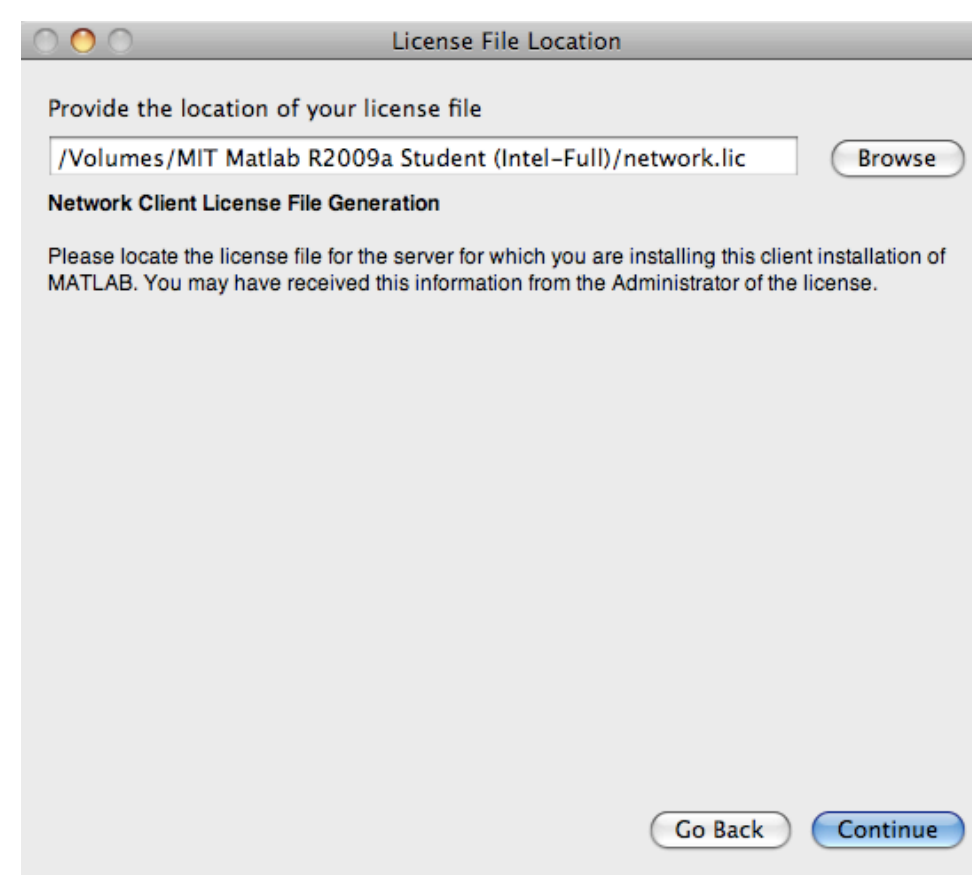 License File Location
Provide the location of your license file
/Volumes/MIT Matlab R2009a Student (Intel-Full)/network.lic
Browse
Network Client License File Generation
Please locate the license file for the server for which you are installing this client installation of
MATLAB. You may have received this information from the Administrator of the license.
Go Back
Continue